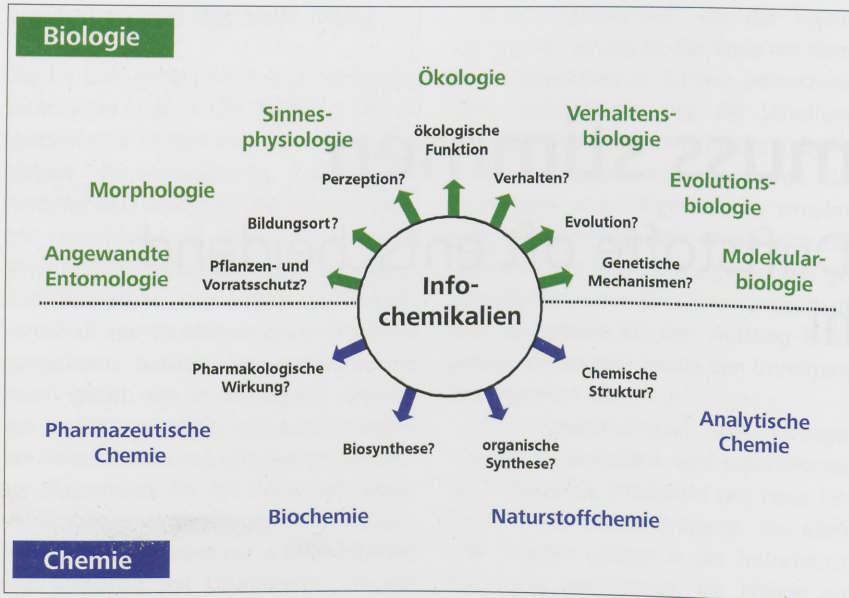 Biologie
Ökologie
Sinnes-
physiologie
ökologische
Funktion
Verhaltens-
biologie
Morphologie
Perzeption?
Verhalten?
Evolutions-
biologie
Bildungsort?
Evolution?
Angewandte
Entomologie
Pflanzen- und
Vorratsschutz?
Genetische
Mechanismen?
Molekular-
biologie
Info-
chemikalien
Pharmakologische
Wirkung?
Chemische
Struktur?
Pharmazeutische
Chemie
Biosynthese?
organische
Synthese?
Analytische
Chemie
Biochemie
Naturstoffchemie
Chemie